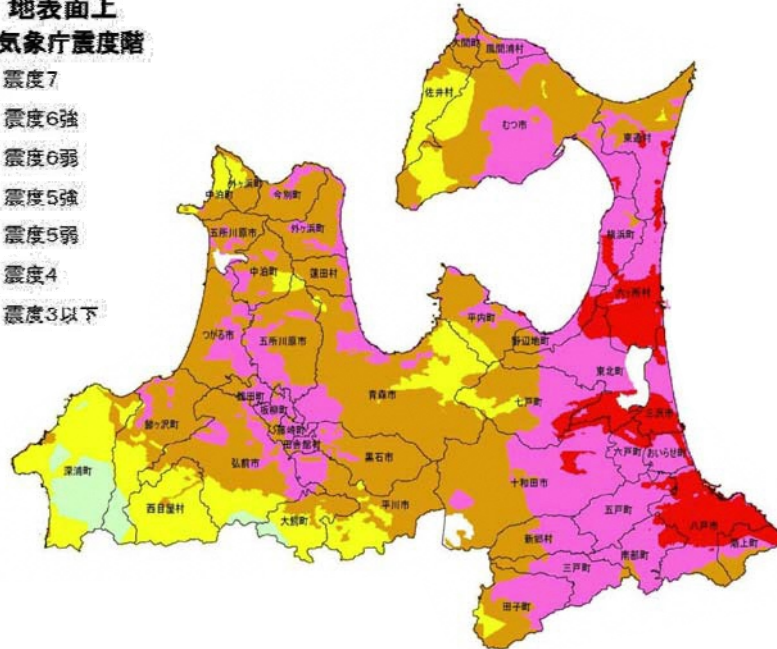 地表面上
気象庁震度階
震度7
震度6強
震度6弱
震度5強
震度5弱
震度4
震度3以下
大間町
風間浦村
佐井村
むつ市
東通村
外ヶ浜町
中泊町
今別町
五所川原市
外ヶ浜町
横浜町
中泊町
蓬田村
六ヶ所村
平内町
つがる市
五所川原市
野辺地町
東北町
青森市
七戸町
鶴田町
板柳町
三沢市
鰺ヶ沢町
藤崎町
田舎館村
六戸町
おいらせ町
黒石市
弘前市
深浦町
十和田市
西目屋村
平川市
五戸町
大鰐町
八戸市
新郷村
階上町
南部町
三戸町
田子町